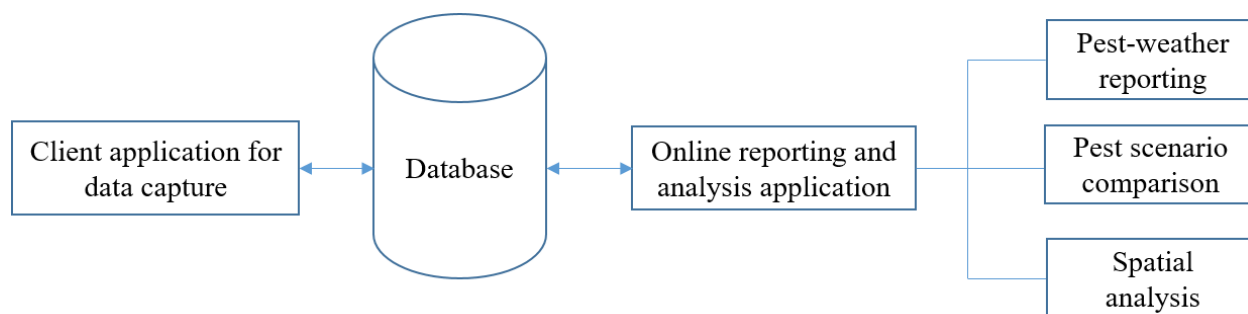 Client application for
data capture
Database
Online reporting and
analysis application
Pest-weather
reporting
Pest scenario
comparison
Spatial
analysis